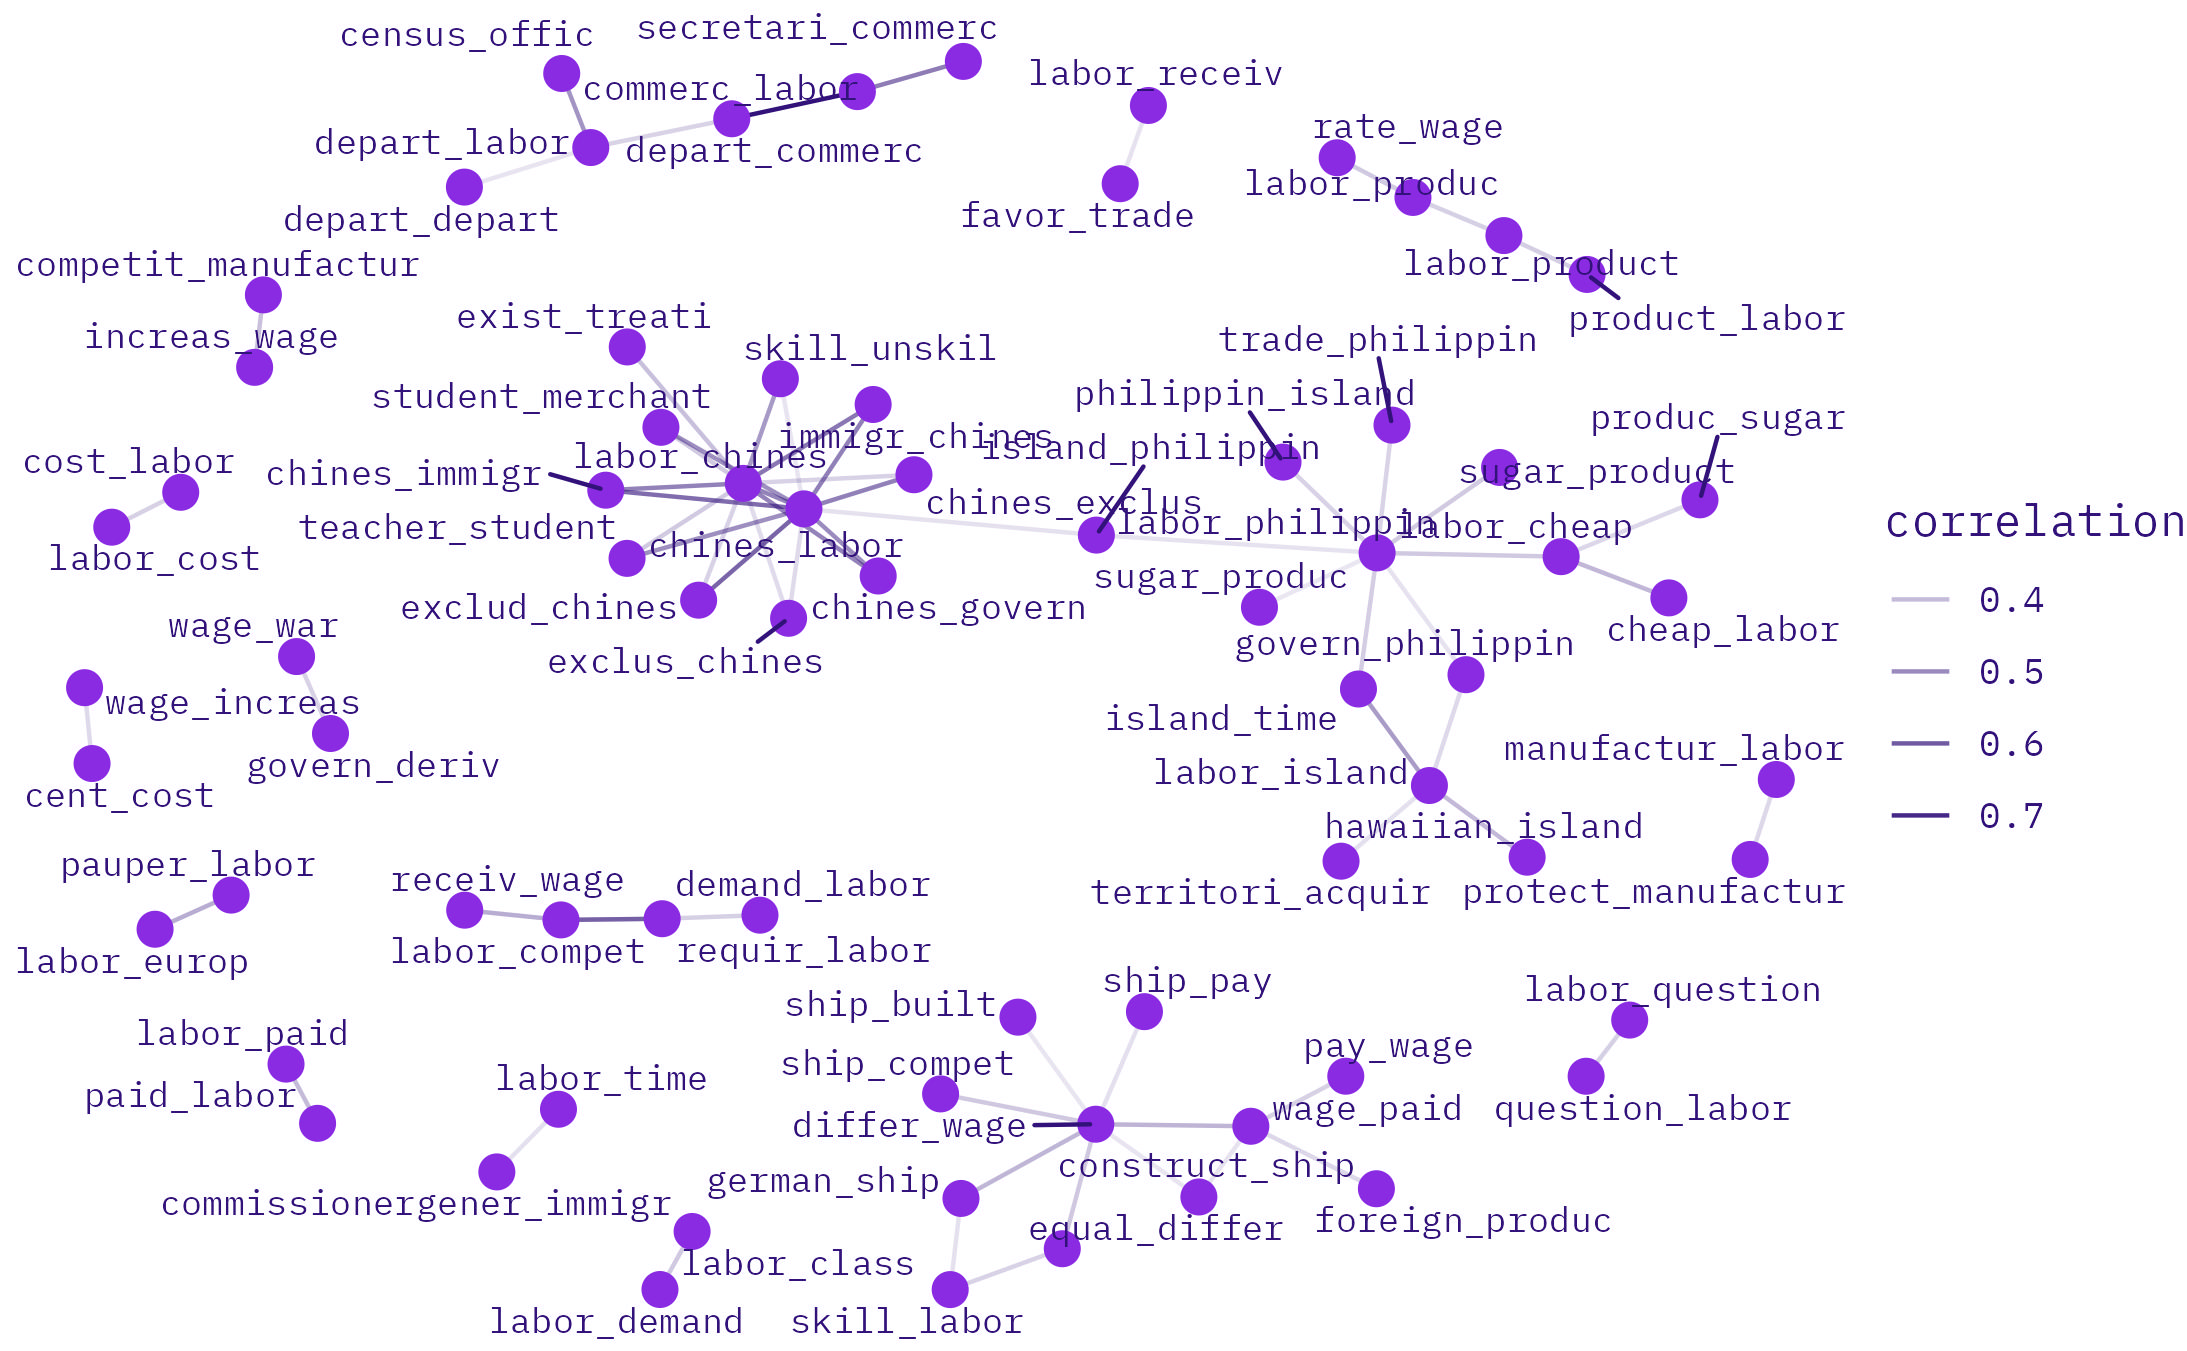 secretari_commerc
census_offic
labor_receiv
commerc_labor
rate_wage
depart_labor
depart_commerc
labor_produc
depart_depart
favor_trade
competit_manufactur
labor_product
exist_treati
product_labor
increas_wage
skill_unskil
trade_philippin
student_merchant
philippin_island
produc_sugar
immigr_chines
island_philippin
labor_chines
cost_labor
chines_immigr
sugar_product
chines_exclus
correlation
teacher_student
labor_philippin
labor_cheap
chines_labor
labor_cost
sugar_produc
0.4
exclud_chines
chines_govern
wage_war
cheap_labor
govern_philippin
exclus_chines
0.5
wage_increas
island_time
0.6
govern_deriv
manufactur_labor
labor_island
cent_cost
0.7
hawaiian_island
pauper_labor
receiv_wage
demand_labor
territori_acquir
protect_manufactur
labor_compet
requir_labor
labor_europ
ship_pay
labor_question
ship_built
labor_paid
pay_wage
ship_compet
labor_time
paid_labor
wage_paid
question_labor
differ_wage
construct_ship
german_ship
commissionergener_immigr
foreign_produc
equal_differ
labor_class
labor_demand
skill_labor